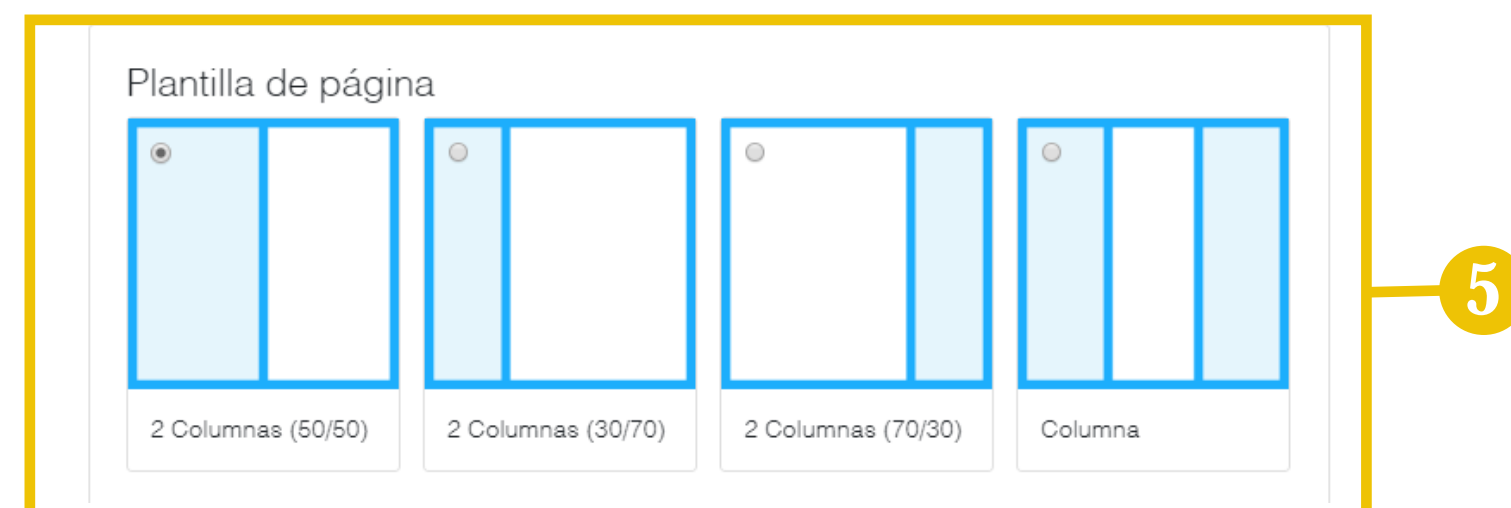 Plantilla de página
2 Columnas (50/50)
2 Columnas (30/70)
2 Columnas (70/30)
Columna
5